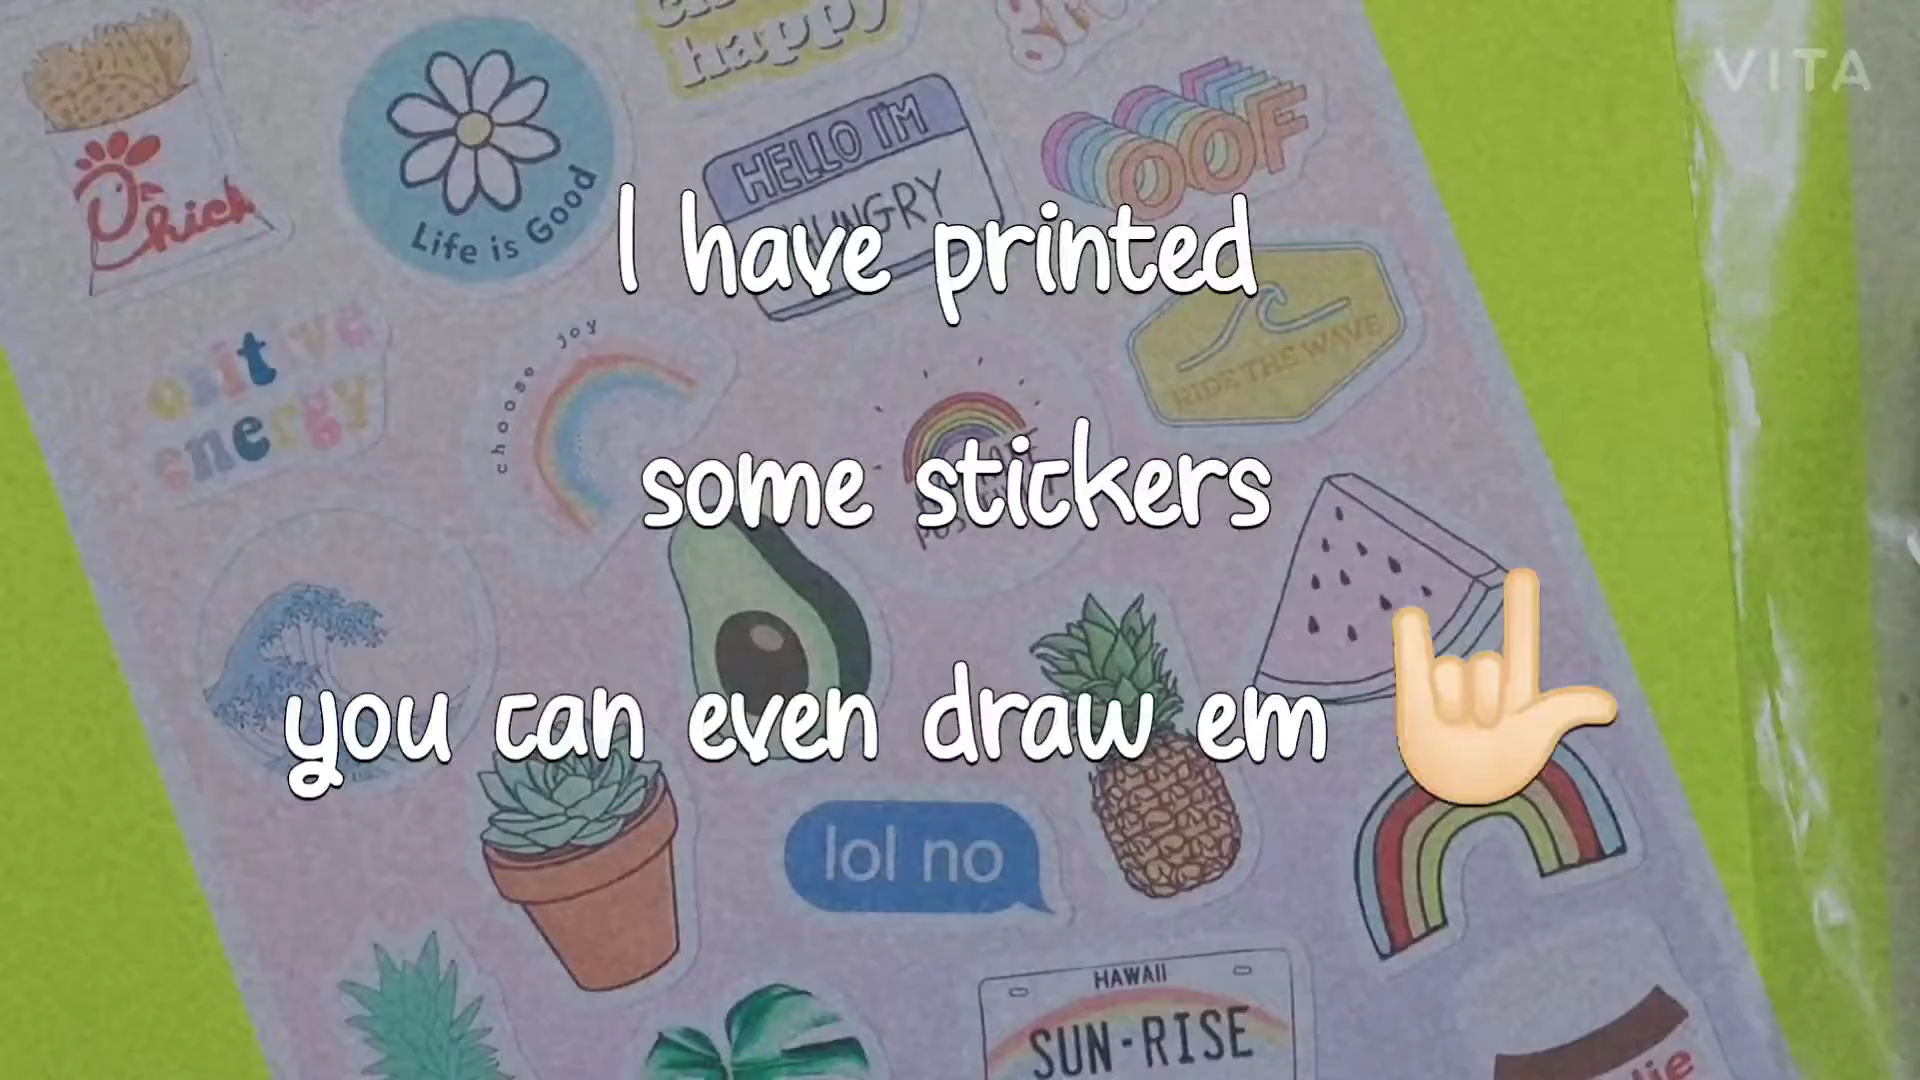 happy
VITA
Chick
HELLO I'M
HUNGRY
OOF
Life is Good
I have printed
ositive
energy
choose joy
RIDE THE WAVE
some stickers
you can even draw em
lol no
HAWAII
SUN-RISE